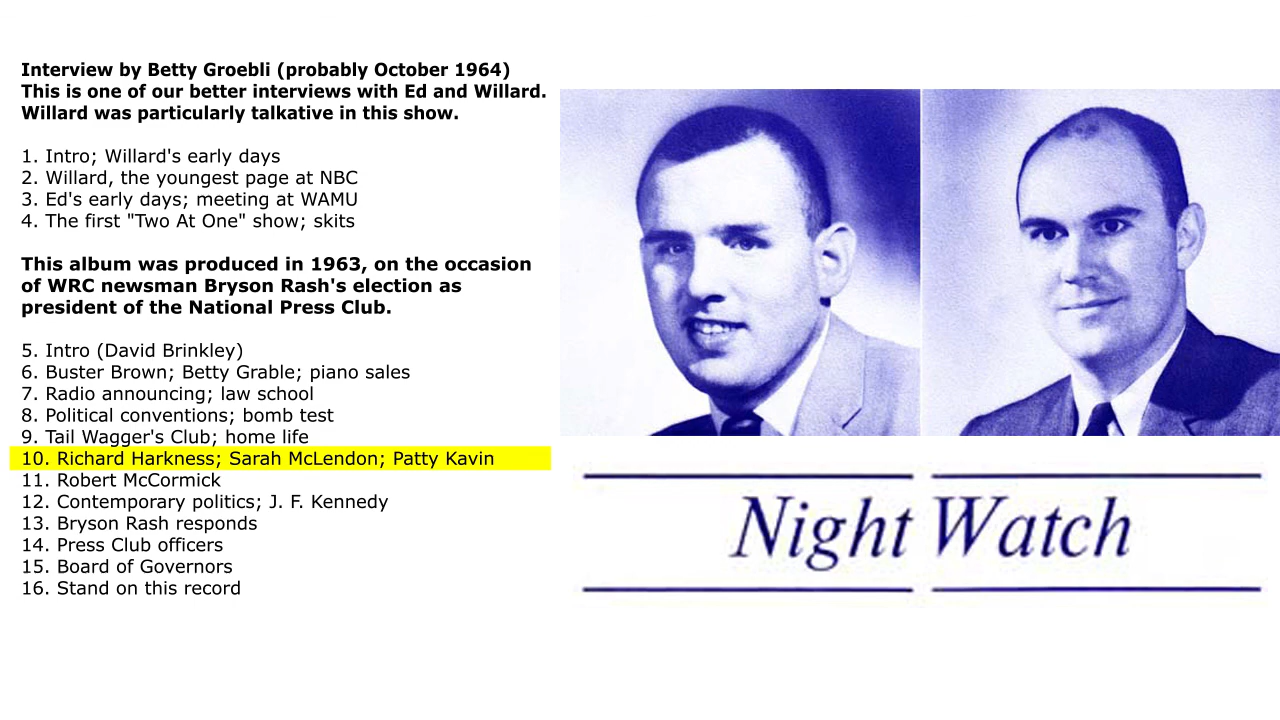 Interview by Betty Groebli (probably October 1964)
This is one of our better interviews with Ed and Willard.
Willard was particularly talkative in this show.
1. Intro; Willard's early days
2. Willard, the youngest page at NBC
3. Ed's early days; meeting at WAMU
4. The first "Two At One" show; skits
This album was produced in 1963, on the occasion
of WRC newsman Bryson Rash's election as
president of the National Press Club.
5. Intro (David Brinkley)
6. Buster Brown; Betty Grable; piano sales
7. Radio announcing; law school
8. Political conventions; bomb test
9. Tail Wagger's Club; home life
10. Richard Harkness; Sarah McLendon; Patty Kavin
11. Robert McCormick
12. Contemporary politics; J. F. Kennedy
13. Bryson Rash responds
14. Press Club officers
15. Board of Governors
16. Stand on this record
Night Watch